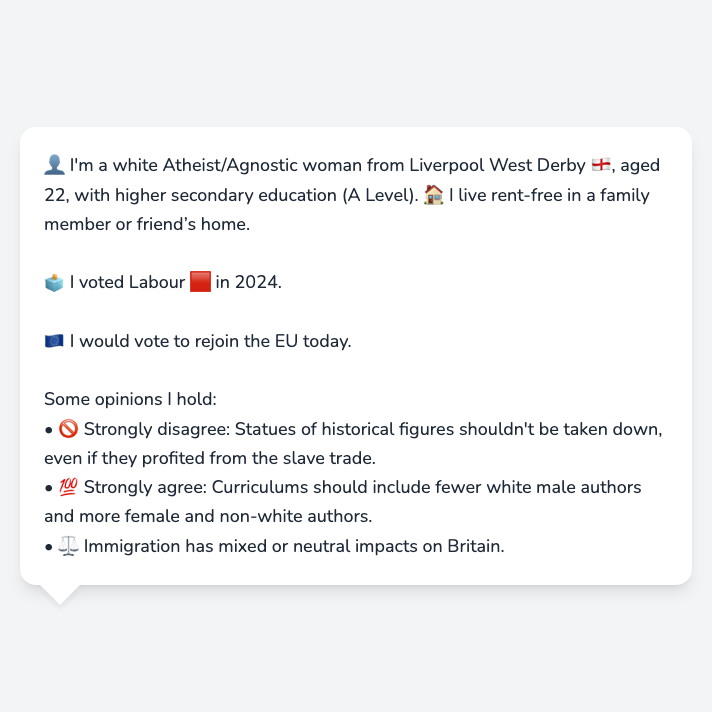 👤 I'm a white Atheist/Agnostic woman from Liverpool West Derby 🏴󠁧󠁢󠁥󠁮󠁧󠁿, aged
22, with higher secondary education (A Level). 🏠 I live rent-free in a family
member or friend’s home.
🗳️ I voted Labour 🟥 in 2024.
🇪🇺 I would vote to rejoin the EU today.
Some opinions I hold:
• 🚫 Strongly disagree: Statues of historical figures shouldn't be taken down,
even if they profited from the slave trade.
• 💯 Strongly agree: Curriculums should include fewer white male authors
and more female and non-white authors.
• ⚖️ Immigration has mixed or neutral impacts on Britain.